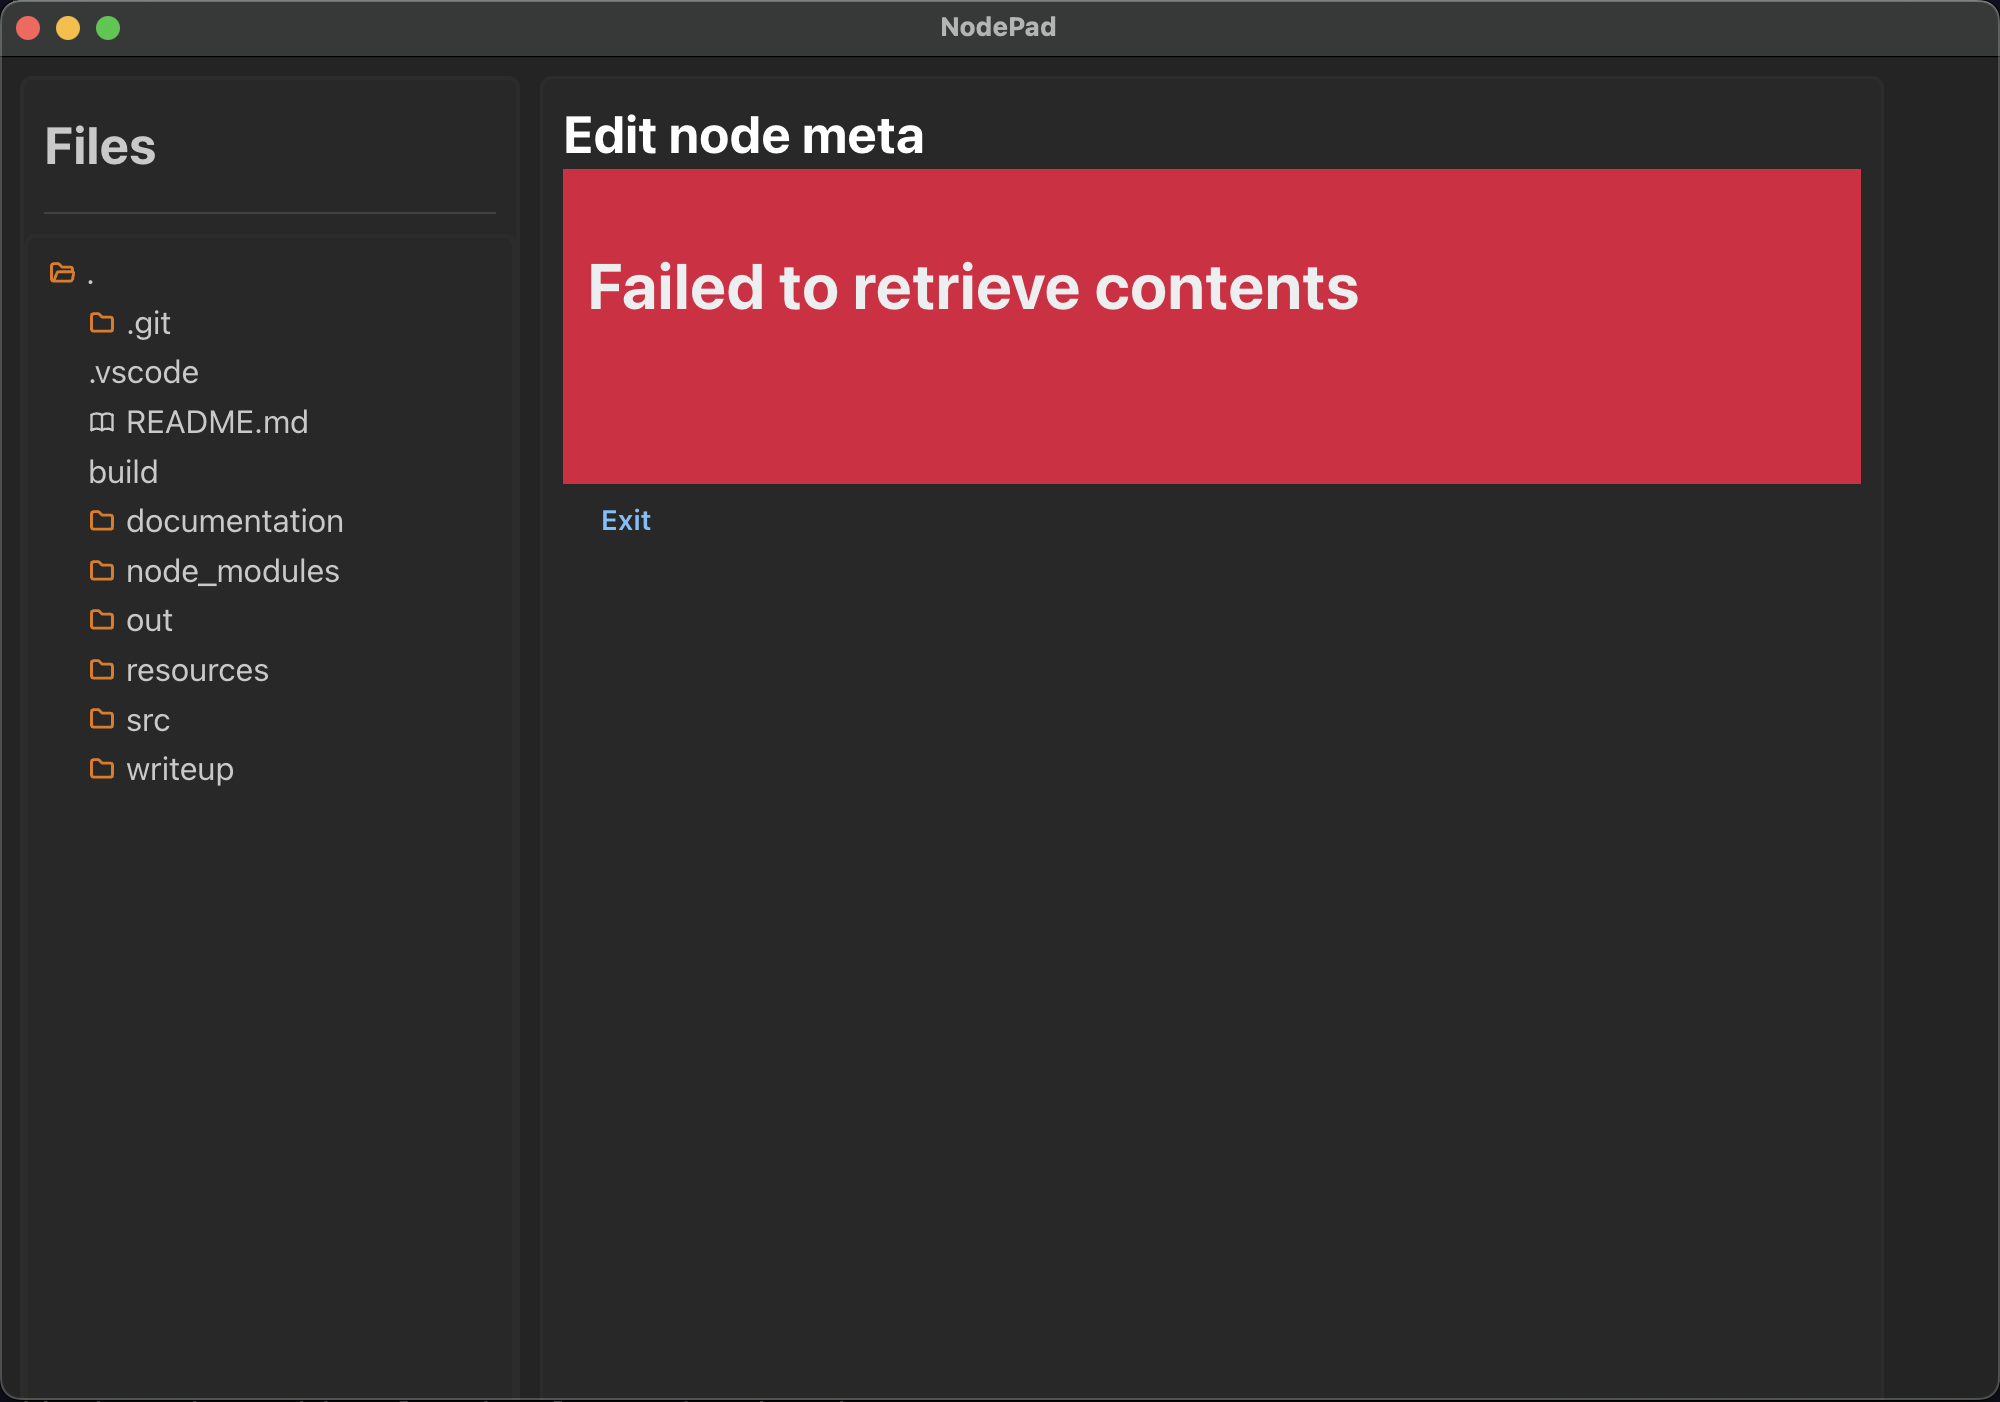 NodePad
Files
.
.git
.vscode
README.md
build
documentation
node_modules
out
resources
src
writeup
Edit node meta
Failed to retrieve contents
Exit